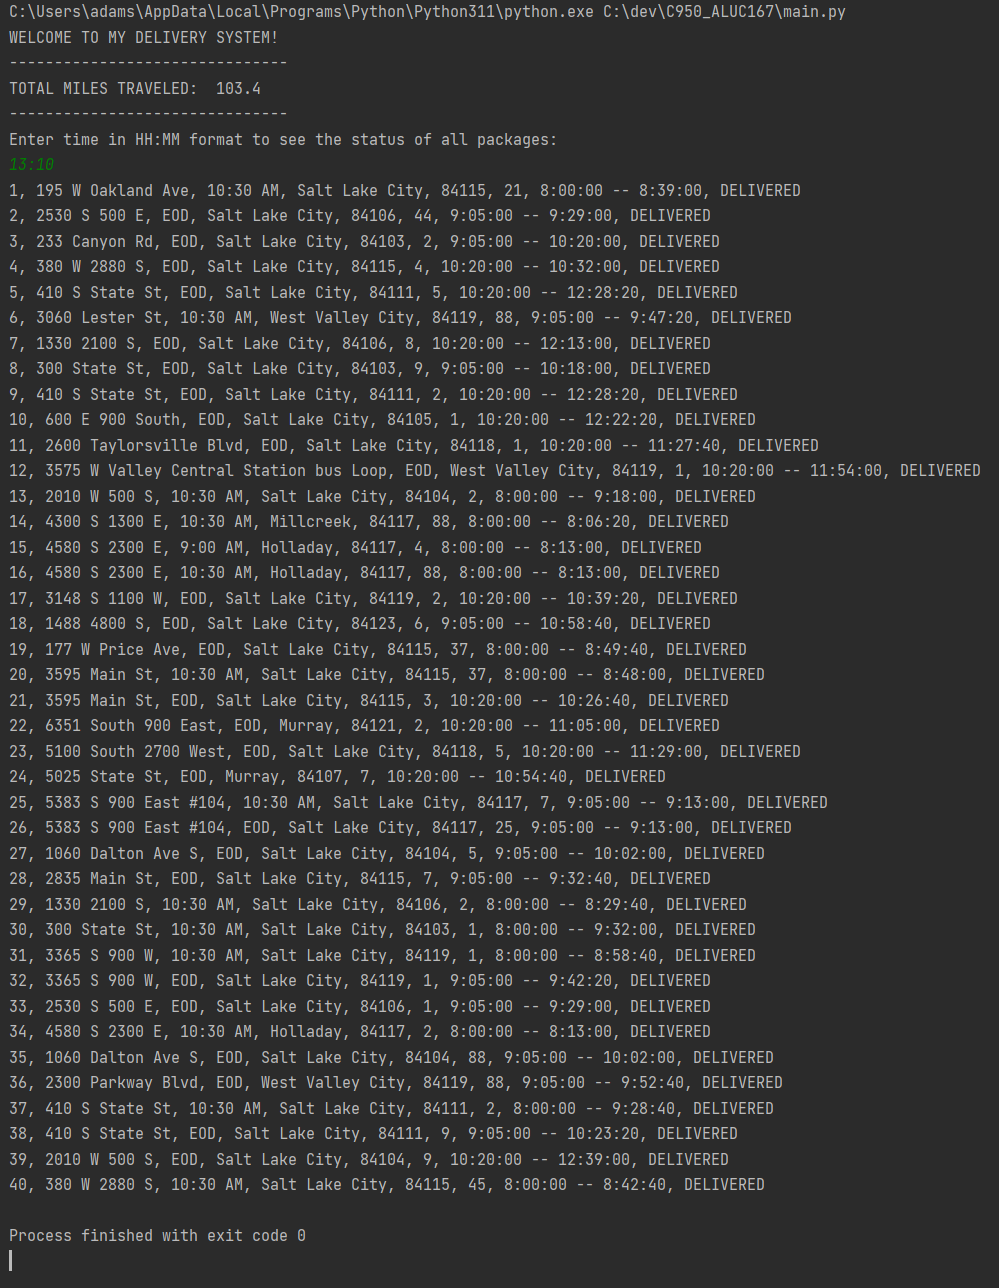 C:\Users\adams\AppData\Local\Programs\Python\Python311\python.exe C:\dev\C950_ALUC167\main.py
WELCOME TO MY DELIVERY SYSTEM!
-------------------------------
TOTAL MILES TRAVELED:  103.4
-------------------------------
Enter time in HH:MM format to see the status of all packages:
13:10
1, 195 W Oakland Ave, 10:30 AM, Salt Lake City, 84115, 21, 8:00:00 -- 8:39:00, DELIVERED
2, 2530 S 500 E, EOD, Salt Lake City, 84106, 44, 9:05:00 -- 9:29:00, DELIVERED
3, 233 Canyon Rd, EOD, Salt Lake City, 84103, 2, 9:05:00 -- 10:20:00, DELIVERED
4, 380 W 2880 S, EOD, Salt Lake City, 84115, 4, 10:20:00 -- 10:32:00, DELIVERED
5, 410 S State St, EOD, Salt Lake City, 84111, 5, 10:20:00 -- 12:28:20, DELIVERED
6, 3060 Lester St, 10:30 AM, West Valley City, 84119, 88, 9:05:00 -- 9:47:20, DELIVERED
7, 1330 2100 S, EOD, Salt Lake City, 84106, 8, 10:20:00 -- 12:13:00, DELIVERED
8, 300 State St, EOD, Salt Lake City, 84103, 9, 9:05:00 -- 10:18:00, DELIVERED
9, 410 S State St, EOD, Salt Lake City, 84111, 2, 10:20:00 -- 12:28:20, DELIVERED
10, 600 E 900 South, EOD, Salt Lake City, 84105, 1, 10:20:00 -- 12:22:20, DELIVERED
11, 2600 Taylorsville Blvd, EOD, Salt Lake City, 84118, 1, 10:20:00 -- 11:27:40, DELIVERED
12, 3575 W Valley Central Station bus Loop, EOD, West Valley City, 84119, 1, 10:20:00 -- 11:54:00, DELIVERED
13, 2010 W 500 S, 10:30 AM, Salt Lake City, 84104, 2, 8:00:00 -- 9:18:00, DELIVERED
14, 4300 S 1300 E, 10:30 AM, Millcreek, 84117, 88, 8:00:00 -- 8:06:20, DELIVERED
15, 4580 S 2300 E, 9:00 AM, Holladay, 84117, 4, 8:00:00 -- 8:13:00, DELIVERED
16, 4580 S 2300 E, 10:30 AM, Holladay, 84117, 88, 8:00:00 -- 8:13:00, DELIVERED
17, 3148 S 1100 W, EOD, Salt Lake City, 84119, 2, 10:20:00 -- 10:39:20, DELIVERED
18, 1488 4800 S, EOD, Salt Lake City, 84123, 6, 9:05:00 -- 10:58:40, DELIVERED
19, 177 W Price Ave, EOD, Salt Lake City, 84115, 37, 8:00:00 -- 8:49:40, DELIVERED
20, 3595 Main St, 10:30 AM, Salt Lake City, 84115, 37, 8:00:00 -- 8:48:00, DELIVERED
21, 3595 Main St, EOD, Salt Lake City, 84115, 3, 10:20:00 -- 10:26:40, DELIVERED
22, 6351 South 900 East, EOD, Murray, 84121, 2, 10:20:00 -- 11:05:00, DELIVERED
23, 5100 South 2700 West, EOD, Salt Lake City, 84118, 5, 10:20:00 -- 11:29:00, DELIVERED
24, 5025 State St, EOD, Murray, 84107, 7, 10:20:00 -- 10:54:40, DELIVERED
25, 5383 S 900 East #104, 10:30 AM, Salt Lake City, 84117, 7, 9:05:00 -- 9:13:00, DELIVERED
26, 5383 S 900 East #104, EOD, Salt Lake City, 84117, 25, 9:05:00 -- 9:13:00, DELIVERED
27, 1060 Dalton Ave S, EOD, Salt Lake City, 84104, 5, 9:05:00 -- 10:02:00, DELIVERED
28, 2835 Main St, EOD, Salt Lake City, 84115, 7, 9:05:00 -- 9:32:40, DELIVERED
29, 1330 2100 S, 10:30 AM, Salt Lake City, 84106, 2, 8:00:00 -- 8:29:40, DELIVERED
30, 300 State St, 10:30 AM, Salt Lake City, 84103, 1, 8:00:00 -- 9:32:00, DELIVERED
31, 3365 S 900 W, 10:30 AM, Salt Lake City, 84119, 1, 8:00:00 -- 8:58:40, DELIVERED
32, 3365 S 900 W, EOD, Salt Lake City, 84119, 1, 9:05:00 -- 9:42:20, DELIVERED
33, 2530 S 500 E, EOD, Salt Lake City, 84106, 1, 9:05:00 -- 9:29:00, DELIVERED
34, 4580 S 2300 E, 10:30 AM, Holladay, 84117, 2, 8:00:00 -- 8:13:00, DELIVERED
35, 1060 Dalton Ave S, EOD, Salt Lake City, 84104, 88, 9:05:00 -- 10:02:00, DELIVERED
36, 2300 Parkway Blvd, EOD, West Valley City, 84119, 88, 9:05:00 -- 9:52:40, DELIVERED
37, 410 S State St, 10:30 AM, Salt Lake City, 84111, 2, 8:00:00 -- 9:28:40, DELIVERED
38, 410 S State St, EOD, Salt Lake City, 84111, 9, 9:05:00 -- 10:23:20, DELIVERED
39, 2010 W 500 S, EOD, Salt Lake City, 84104, 9, 10:20:00 -- 12:39:00, DELIVERED
40, 380 W 2880 S, 10:30 AM, Salt Lake City, 84115, 45, 8:00:00 -- 8:42:40, DELIVERED
Process finished with exit code 0